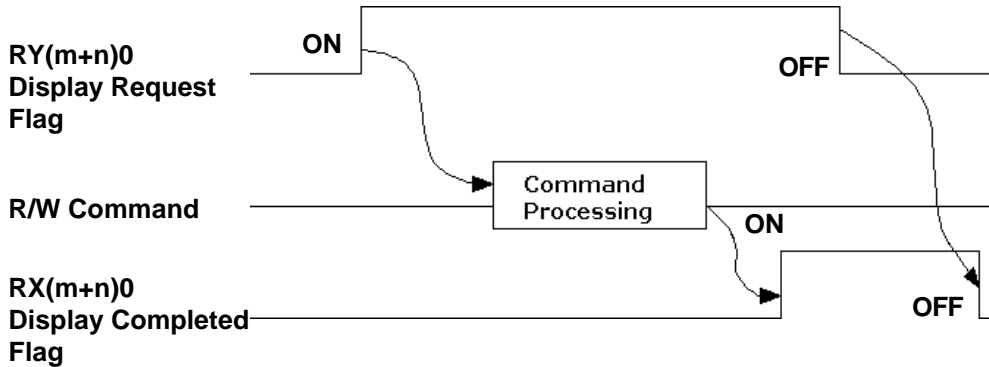 RY(m+n)0
Display Request
Flag
ON
OFF
R/W Command
Command
Processing
ON
RX(m+n)0
Display Completed
Flag
OFF